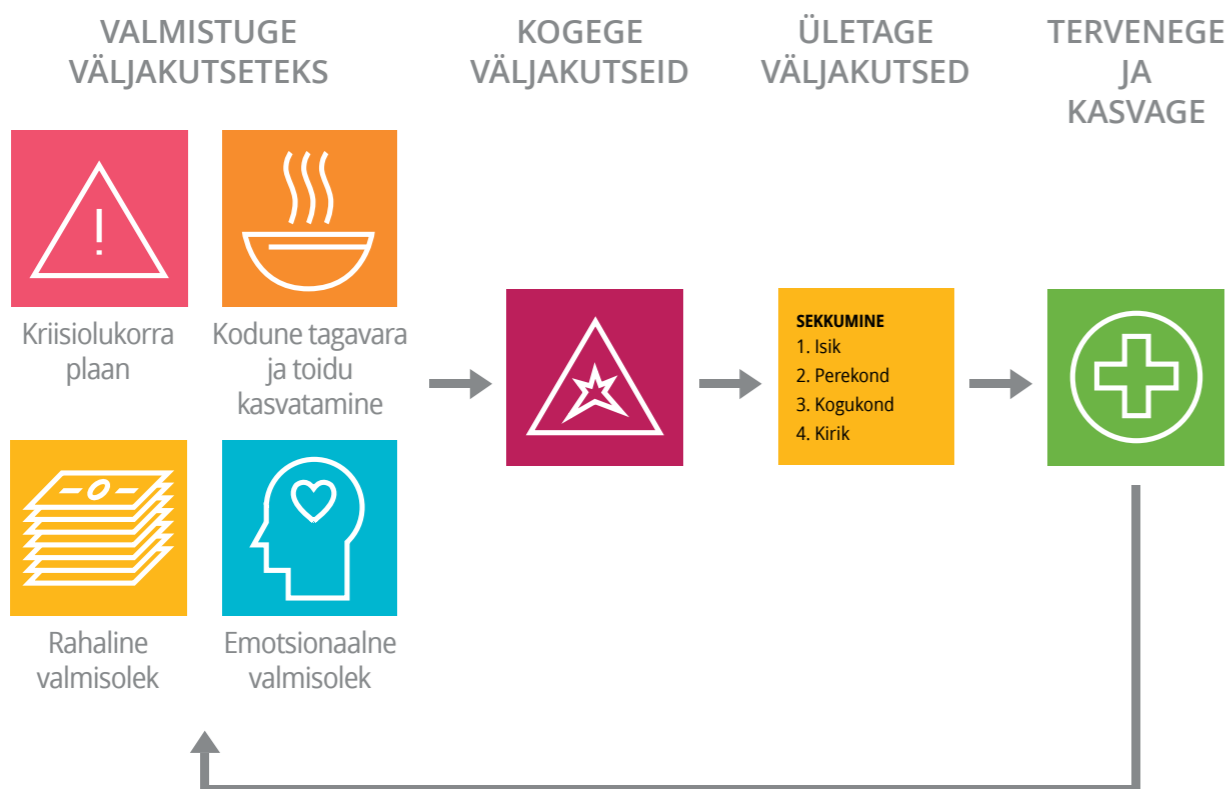 VALMISTUGE
VÄLJAKUTSETEKS
KOGEGE
VÄLJAKUTSEID
ÜLETAGE
VÄLJAKUTSED
TERVENEGE
JA
KASVAGE
Kriisiolukorra
plaan
Kodune tagavara
ja toidu
kasvatamine
Rahaline
valmisolek
Emotsionaalne
valmisolek
SEKKUMINE
1. Isik
2. Perekond
3. Kogukond
4. Kirik